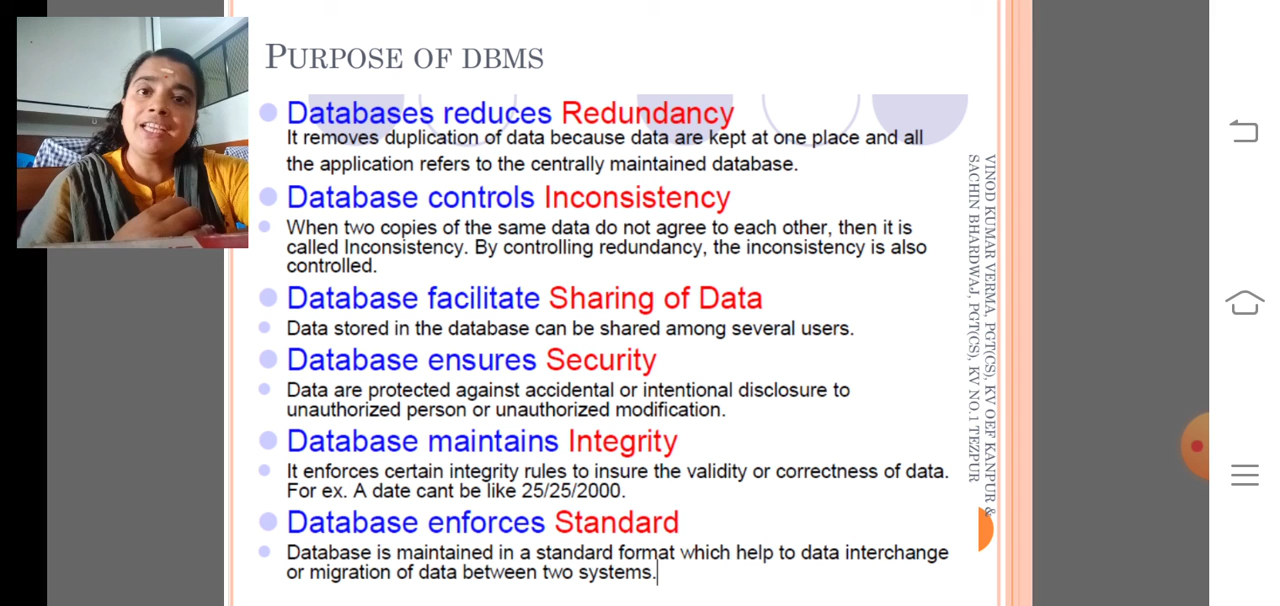 PURPOSE OF DBMS
Databases reduces Redundancy
It removes duplication of data because data are kept at one place and all
the application refers to the centrally maintained database.
Database controls Inconsistency
When two copies of the same data do not agree to each other, then it is
called Inconsistency. By controlling redundancy, the inconsistency is also
controlled.
Database facilitate Sharing of Data
Data stored in the database can be shared among several users.
Database ensures Security
Data are protected against accidental or intentional disclosure to
unauthorized person or unauthorized modification.
Database maintains Integrity
It enforces certain integrity rules to insure the validity or correctness of data.
For ex. A date cant be like 25/25/2000.
Database enforces Standard
Database is maintained in a standard format which help to data interchange
or migration of data between two systems.
VINOD KUMAR VERMA, PGT(CS), KV OEF KANPUR &
SACHIN BHARDWAJ, PGT(CS), KV NO.1 TEZPUR